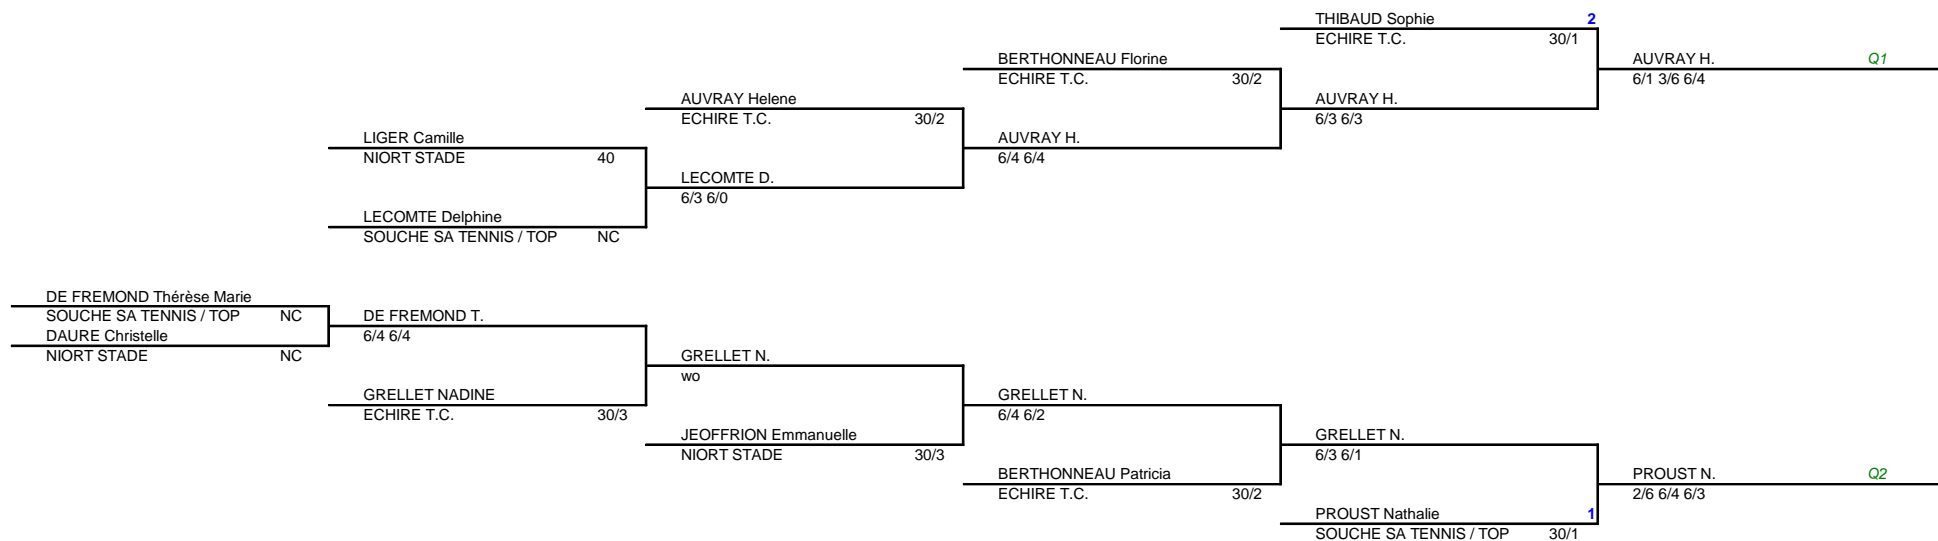 THIBAUD Sophie 2
ECHIRE T.C. 30/1
BERTHONNEAU Florine
ECHIRE T.C. 30/2
AUVRAY H. Q1
6/1 3/6 6/4
AUVRAY Helene
ECHIRE T.C. 30/2
AUVRAY H.
6/3 6/3
LIGER Camille
NIORT STADE 40
AUVRAY H.
6/4 6/4
LECOMTE D.
6/3 6/0
LECOMTE Delphine
SOUCHE SA TENNIS / TOP NC
DE FREMOND Thérèse Marie
SOUCHE SA TENNIS / TOP NC
DAURE Christelle
NIORT STADE NC
DE FREMOND T.
6/4 6/4
GRELLET N.
wo
GRELLET NADINE
ECHIRE T.C. 30/3
GRELLET N.
6/4 6/2
JEOFFRION Emmanuelle
NIORT STADE 30/3
GRELLET N.
6/3 6/1
BERTHONNEAU Patricia
ECHIRE T.C. 30/2
PROUST N. Q2
2/6 6/4 6/3
PROUST Nathalie 1
SOUCHE SA TENNIS / TOP 30/1